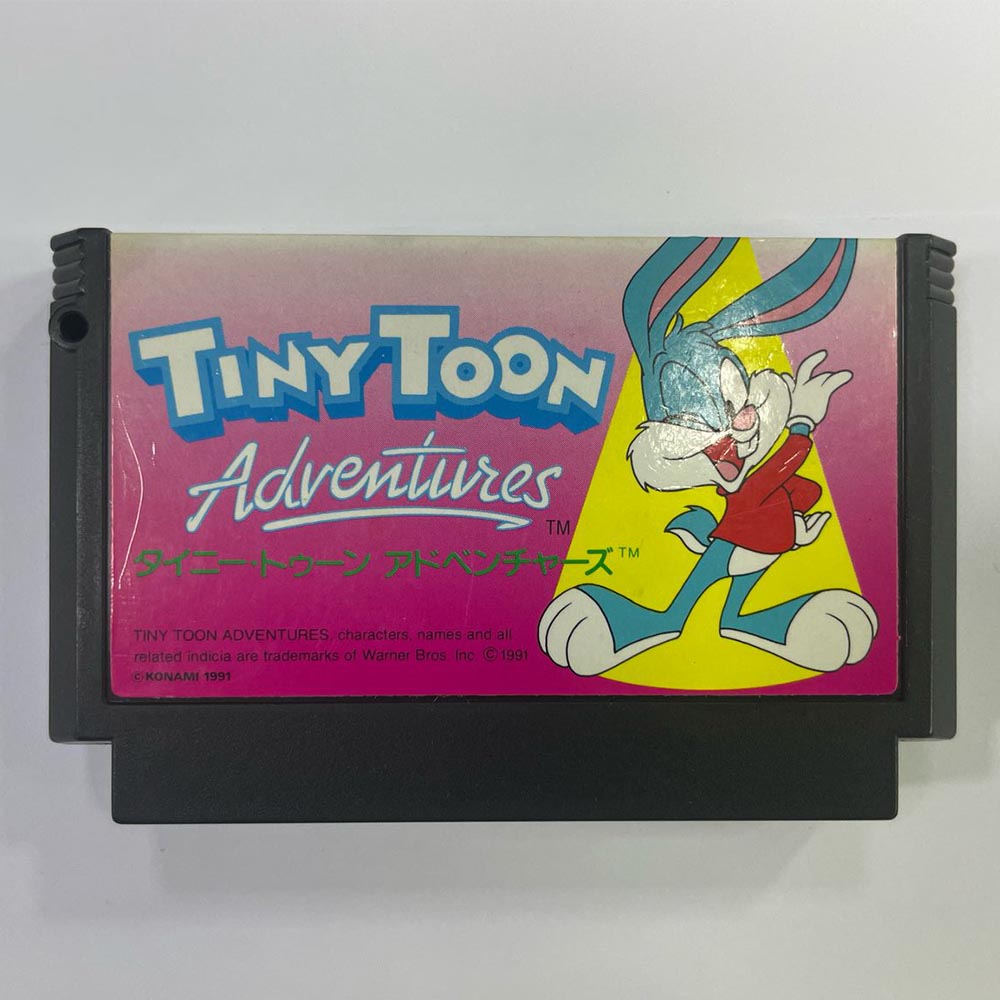 TINY TOON
Adventures TM
タイニー・トゥーン アドベンチャーズ™
TINY TOON ADVENTURES, characters, names and all
related indicia are trademarks of Warner Bros. Inc. ©1991
©KONAMI 1991